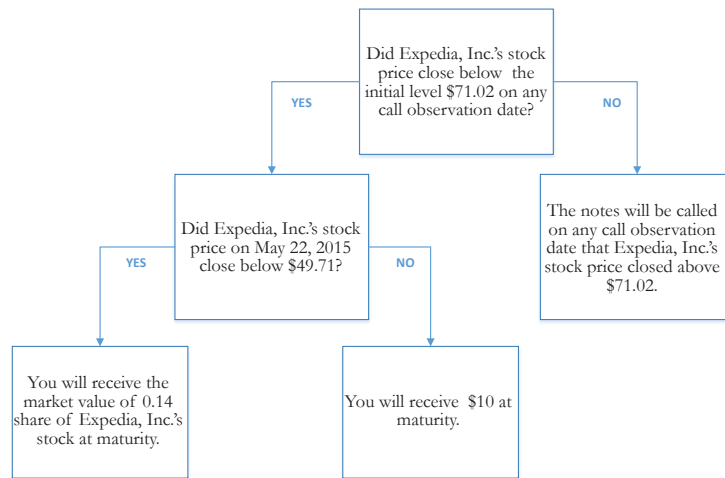 Did Expedia, Inc.'s stock
price close below the
initial level $71.02 on any
call observation date?
YES
NO
Did Expedia, Inc.'s stock
price on May 22, 2015
close below $49.71?
The notes will be called
on any call observation
date that Expedia, Inc.'s
stock price closed above
$71.02.
YES
NO
You will receive the
market value of 0.14
share of Expedia, Inc.'s
stock at maturity.
You will receive $10 at
maturity.